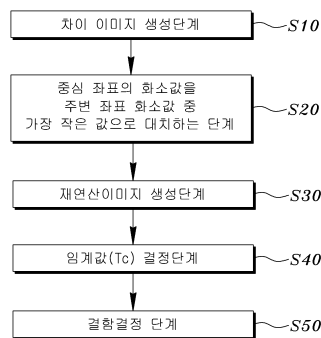 차이 이미지 생성단계
S10
중심 좌표의 화소값을
주변 좌표 화소값 중
가장 작은 값으로 대치하는 단계
S20
재연산이미지 생성단계
S30
임계값(Tc) 결정단계
S40
결함결정 단계
S50